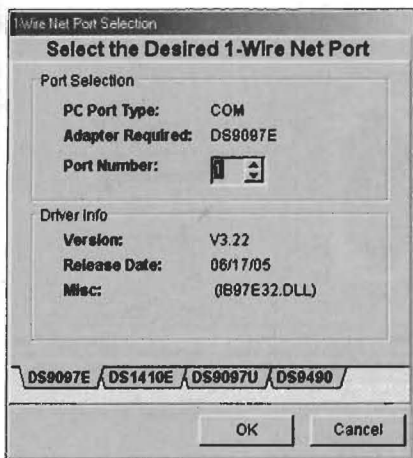 1-Wire Net Port Selection
Select the Desired 1-Wire Net Port
Port Selection
PC Port Type: COM
Adapter Required: DS9097E
Port Number: 1
Driver Info
Version: V3.22
Release Date: 06/17/05
Misc: (IB97E32.DLL)
DS9097E DS1410E DS9097U DS9490
OK Cancel